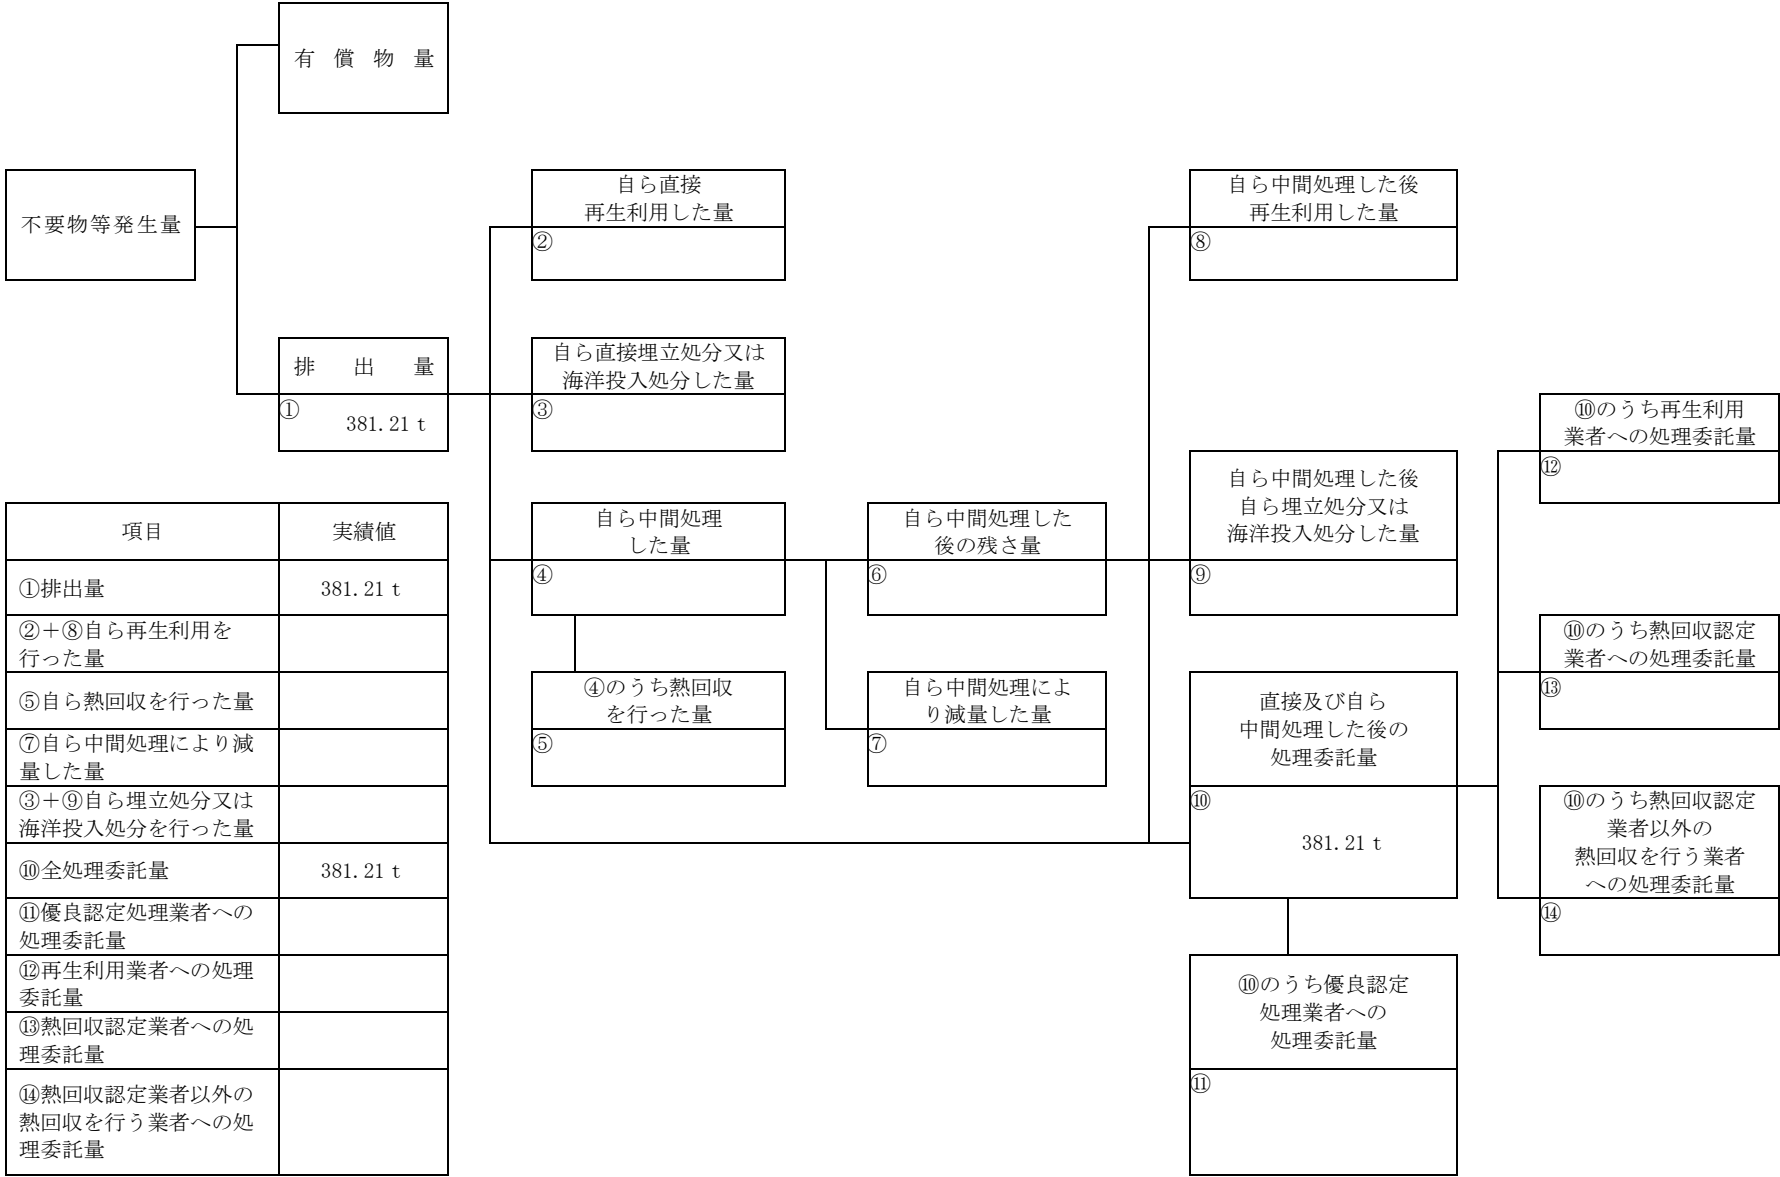 有償物量
不要物等発生量
自ら直接
再生利用した量
②
自ら中間処理した後
再生利用した量
⑧
排出量
①
381.21 t
自ら直接埋立処分又は
海洋投入処分した量
③
⑩のうち再生利用
業者への処理委託量
⑫
自ら中間処理
した量
④
自ら中間処理した
後の残さ量
⑥
自ら中間処理した後
自ら埋立処分又は
海洋投入処分した量
⑨
⑩のうち熱回収認定
業者への処理委託量
⑬
④のうち熱回収
を行った量
⑤
自ら中間処理によ
り減量した量
⑦
直接及び自ら
中間処理した後の
処理委託量
⑩
381.21 t
⑩のうち熱回収認定
業者以外の
熱回収を行う業者
への処理委託量
⑭
⑩のうち優良認定
処理業者への
処理委託量
⑪
項目 実績値
①排出量 381.21 t
②＋⑧自ら再生利用を
行った量
⑤自ら熱回収を行った量
⑦自ら中間処理により減
量した量
③＋⑨自ら埋立処分又は
海洋投入処分を行った量
⑩全処理委託量 381.21 t
⑪優良認定処理業者への
処理委託量
⑫再生利用業者への処理
委託量
⑬熱回収認定業者への処
理委託量
⑭熱回収認定業者以外の
熱回収を行う業者への処
理委託量